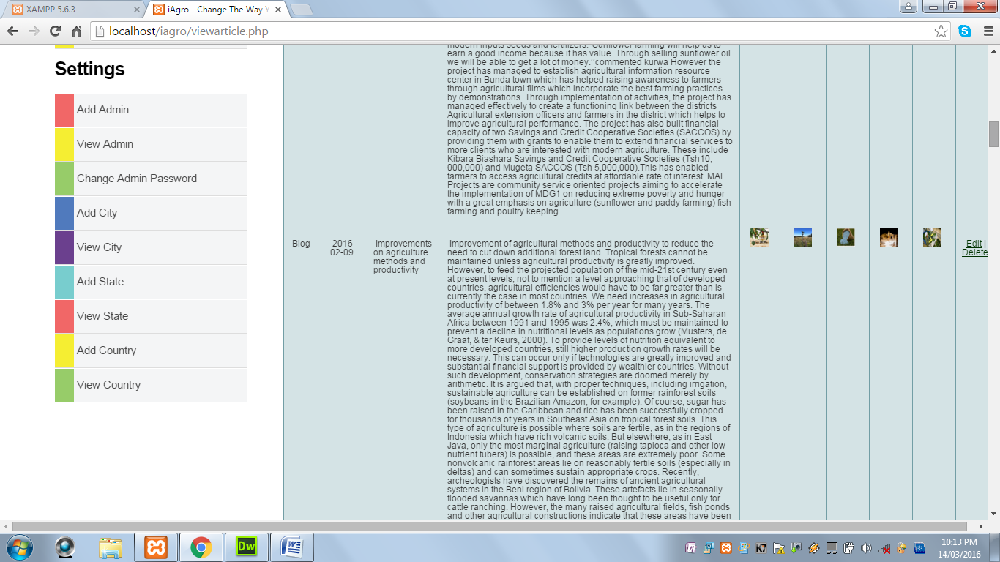 XAMPP 5.6.3
iAgro - Change The Way Y
localhost/iagro/viewarticle.php
Settings
Add Admin
View Admin
Change Admin Password
Add City
View City
Add State
View State
Add Country
View Country
modern inputs seeds and fertilizers. "Sunflower farming will help us to
earn a good income because it has value. Through selling sunflower oil
we will be able to get a lot of money."commented kurwa However the
project has managed to establish agricultural information resource
center in Bunda town which has helped raising awareness to farmers
through agricultural films which incorporate the best farming practices
by demonstrations. Through implementation of activities, the project has
managed effectively to create a functioning link between the districts
Agricultural extension officers and farmers in the district which helps to
improve agricultural performance. The project has also built financial
capacity of two Savings and Credit Cooperative Societies (SACCOS) by
providing them with grants to enable them to extend financial services to
more clients who are interested with modern agriculture. These include
Kibara Biashara Savings and Credit Cooperative Societies (Tsh10,
000,000) and Mugeta SACCOS (Tsh 5,000,000).This has enabled
farmers to access agricultural credits at affordable rate of interest. MAF
Projects are community service oriented projects aiming to accelerate
the implementation of MDG1 on reducing extreme poverty and hunger
with a great emphasis on agriculture (sunflower and paddy farming) fish
farming and poultry keeping.
Blog
2016-
02-09
Improvements
on agriculture
methods and
productivity
Improvement of agricultural methods and productivity to reduce the
need to cut down additional forest land. Tropical forests cannot be
maintained unless agricultural productivity is greatly improved.
However, to feed the projected population of the mid-21st century even
at present levels, not to mention a level approaching that of developed
countries, agricultural efficiencies would have to be far greater than is
currently the case in most countries. We need increases in agricultural
productivity of between 1.8% and 3% per year for many years. The
average annual growth rate of agricultural productivity in Sub-Saharan
Africa between 1991 and 1995 was 2.4%, which must be maintained to
prevent a decline in nutritional levels as populations grow (Musters, de
Graaf, & ter Keurs, 2000). To provide levels of nutrition equivalent to
more developed countries, still higher production growth rates will be
necessary. This can occur only if technologies are greatly improved and
substantial financial support is provided by wealthier countries. Without
such development, conservation strategies are doomed merely by
arithmetic. It is argued that, with proper techniques, including irrigation,
sustainable agriculture can be established on former rainforest soils
(soybeans in the Brazilian Amazon, for example). Of course, sugar has
been raised in the Caribbean and rice has been successfully cropped
for thousands of years in Southeast Asia on tropical forest soils. This
type of agriculture is possible where soils are fertile, as in the regions of
Indonesia which have rich volcanic soils. But elsewhere, as in East
Java, only the most marginal agriculture (raising tapioca and other low-
nutrient tubers) is possible, and these areas are extremely poor. Some
nonvolcanic rainforest areas lie on reasonably fertile soils (especially in
deltas) and can sometimes sustain appropriate crops. Recently,
archeologists have discovered the remains of ancient agricultural
systems in the Beni region of Bolivia. These artefacts lie in seasonally-
flooded savannas which have long been thought to be useful only for
cattle ranching. However, the many raised agricultural fields, fish ponds
and other agricultural constructions indicate that these areas have been
Edit |
Delete
Dw
10:13 PM
14/03/2016